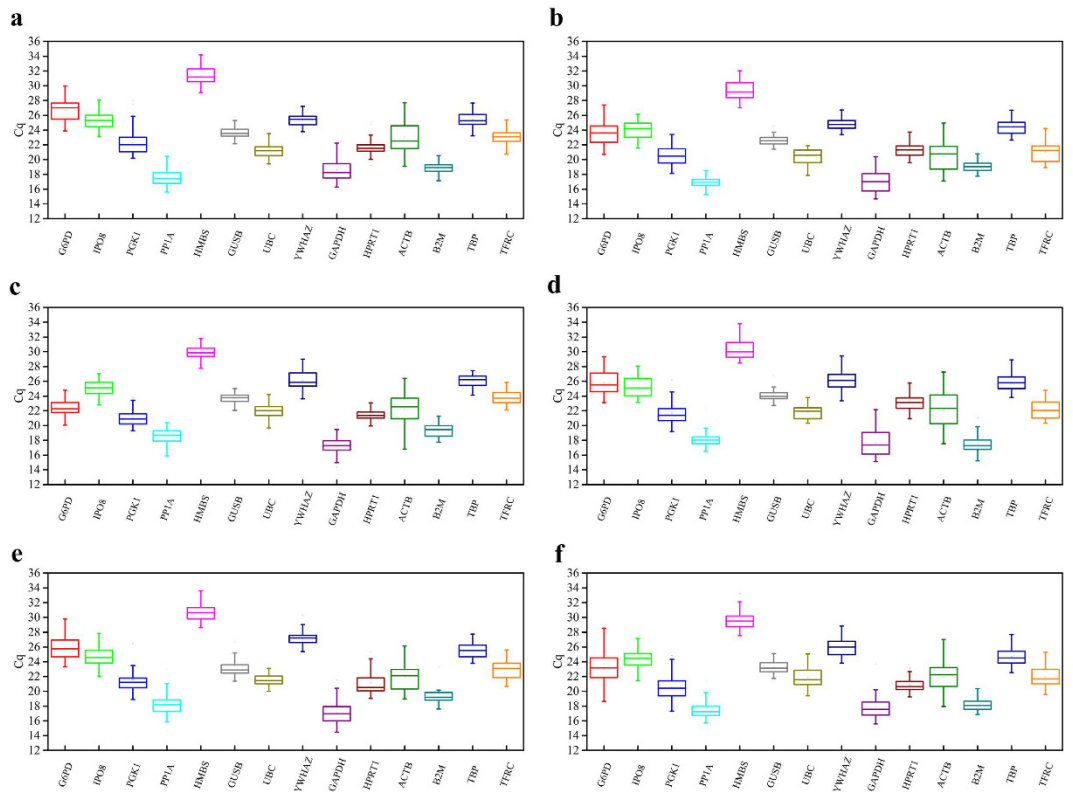 a
36
34
32
30
28
26
24
22
20
18
16
14
12
Cq
G6PD
IPO8
PGK1
PP1A
HMBS
GUSB
UBC
YWHAZ
GAPDH
HPRT1
ACTB
B2M
TBP
TFRC
b
36
34
32
30
28
26
24
22
20
18
16
14
12
Cq
G6PD
IPO8
PGK1
PP1A
HMBS
GUSB
UBC
YWHAZ
GAPDH
HPRT1
ACTB
B2M
TBP
TFRC
c
36
34
32
30
28
26
24
22
20
18
16
14
12
Cq
G6PD
IPO8
PGK1
PP1A
HMBS
GUSB
UBC
YWHAZ
GAPDH
HPRT1
ACTB
B2M
TBP
TFRC
d
36
34
32
30
28
26
24
22
20
18
16
14
12
Cq
G6PD
IPO8
PGK1
PP1A
HMBS
GUSB
UBC
YWHAZ
GAPDH
HPRT1
ACTB
B2M
TBP
TFRC
e
36
34
32
30
28
26
24
22
20
18
16
14
12
Cq
G6PD
IPO8
PGK1
PP1A
HMBS
GUSB
UBC
YWHAZ
GAPDH
HPRT1
ACTB
B2M
TBP
TFRC
f
36
34
32
30
28
26
24
22
20
18
16
14
12
Cq
G6PD
IPO8
PGK1
PP1A
HMBS
GUSB
UBC
YWHAZ
GAPDH
HPRT1
ACTB
B2M
TBP
TFRC